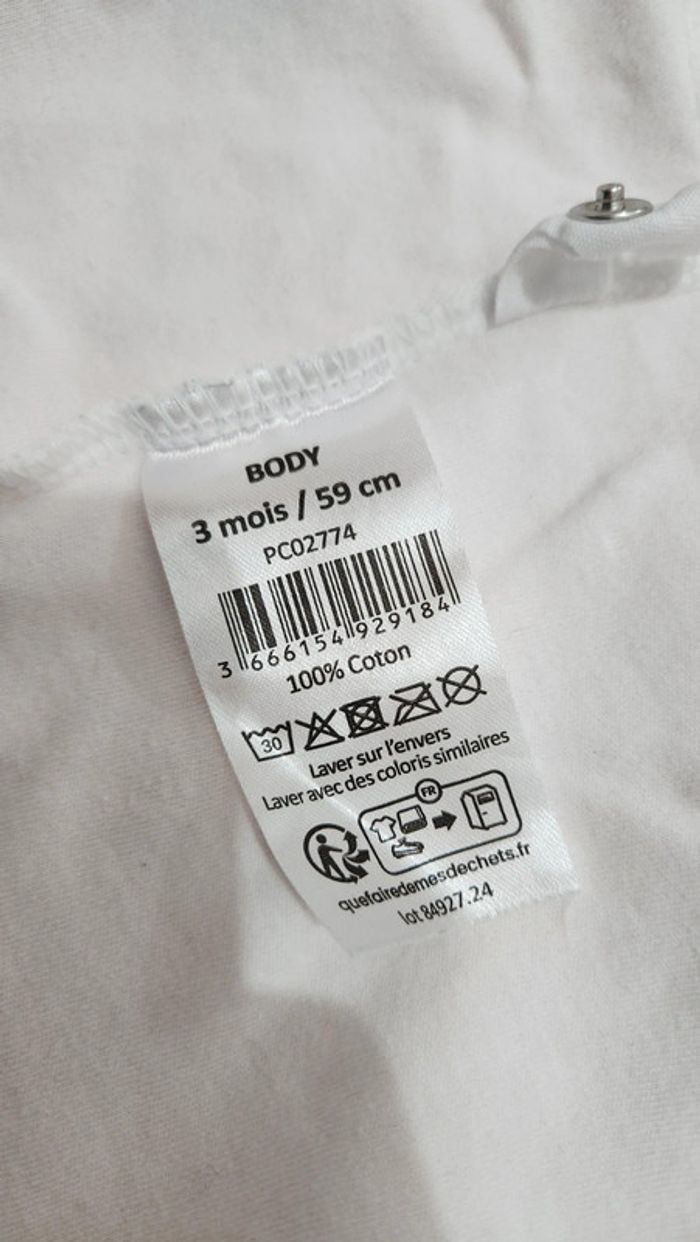 BODY
3 mois / 59 cm
PC02774
3 666154 929184
100% Coton
30
Laver sur l'envers
Laver avec des coloris similaires
FR
quefairedemesdechets.fr
lot 84927.24